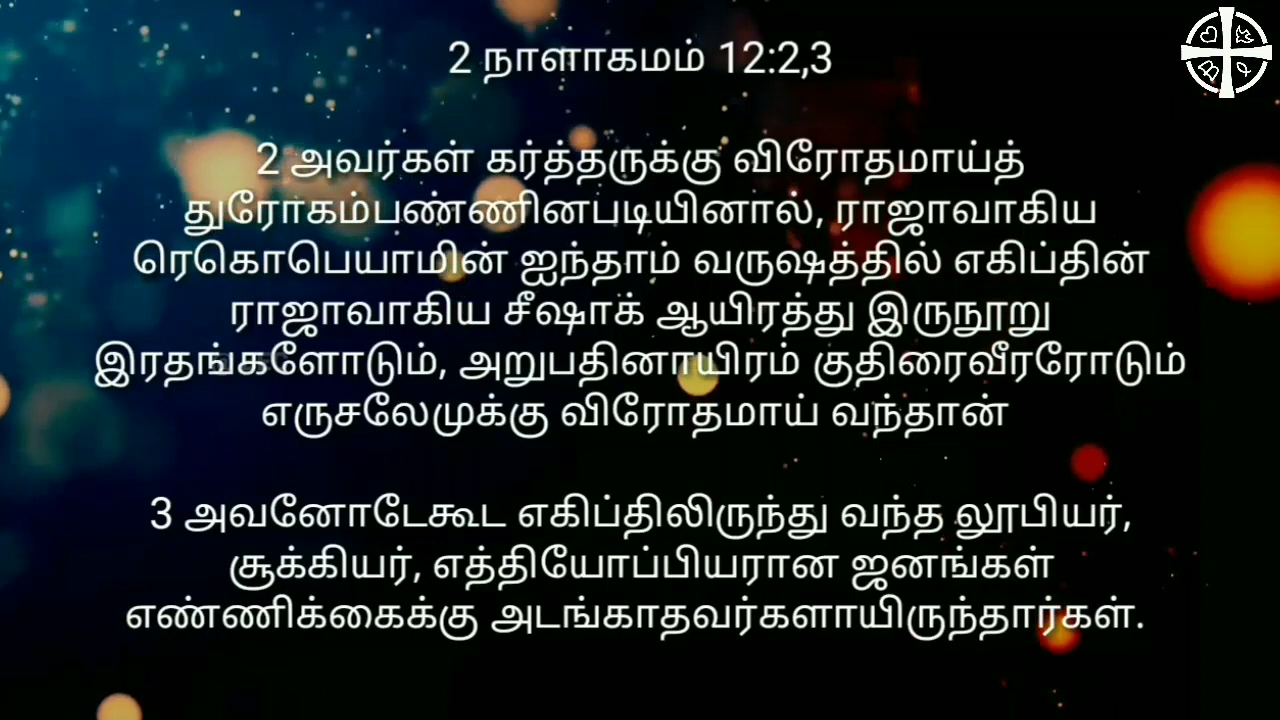 2 நாளாகமம் 12:2,3
2 அவர்கள் கர்த்தருக்கு விரோதமாய்த்
துரோகம்பண்ணினபடியினால், ராஜாவாகிய
ரெகொபெயாமின் ஐந்தாம் வருஷத்தில் எகிப்தின்
ராஜாவாகிய சீஷாக் ஆயிரத்து இருநூறு
இரதங்களோடும், அறுபதினாயிரம் குதிரைவீரரோடும்
எருசலேமுக்கு விரோதமாய் வந்தான்
3 அவனோடேகூட எகிப்திலிருந்து வந்த லூபியர்,
சூக்கியர், எத்தியோப்பியரான ஜனங்கள்
எண்ணிக்கைக்கு அடங்காதவர்களாயிருந்தார்கள்.